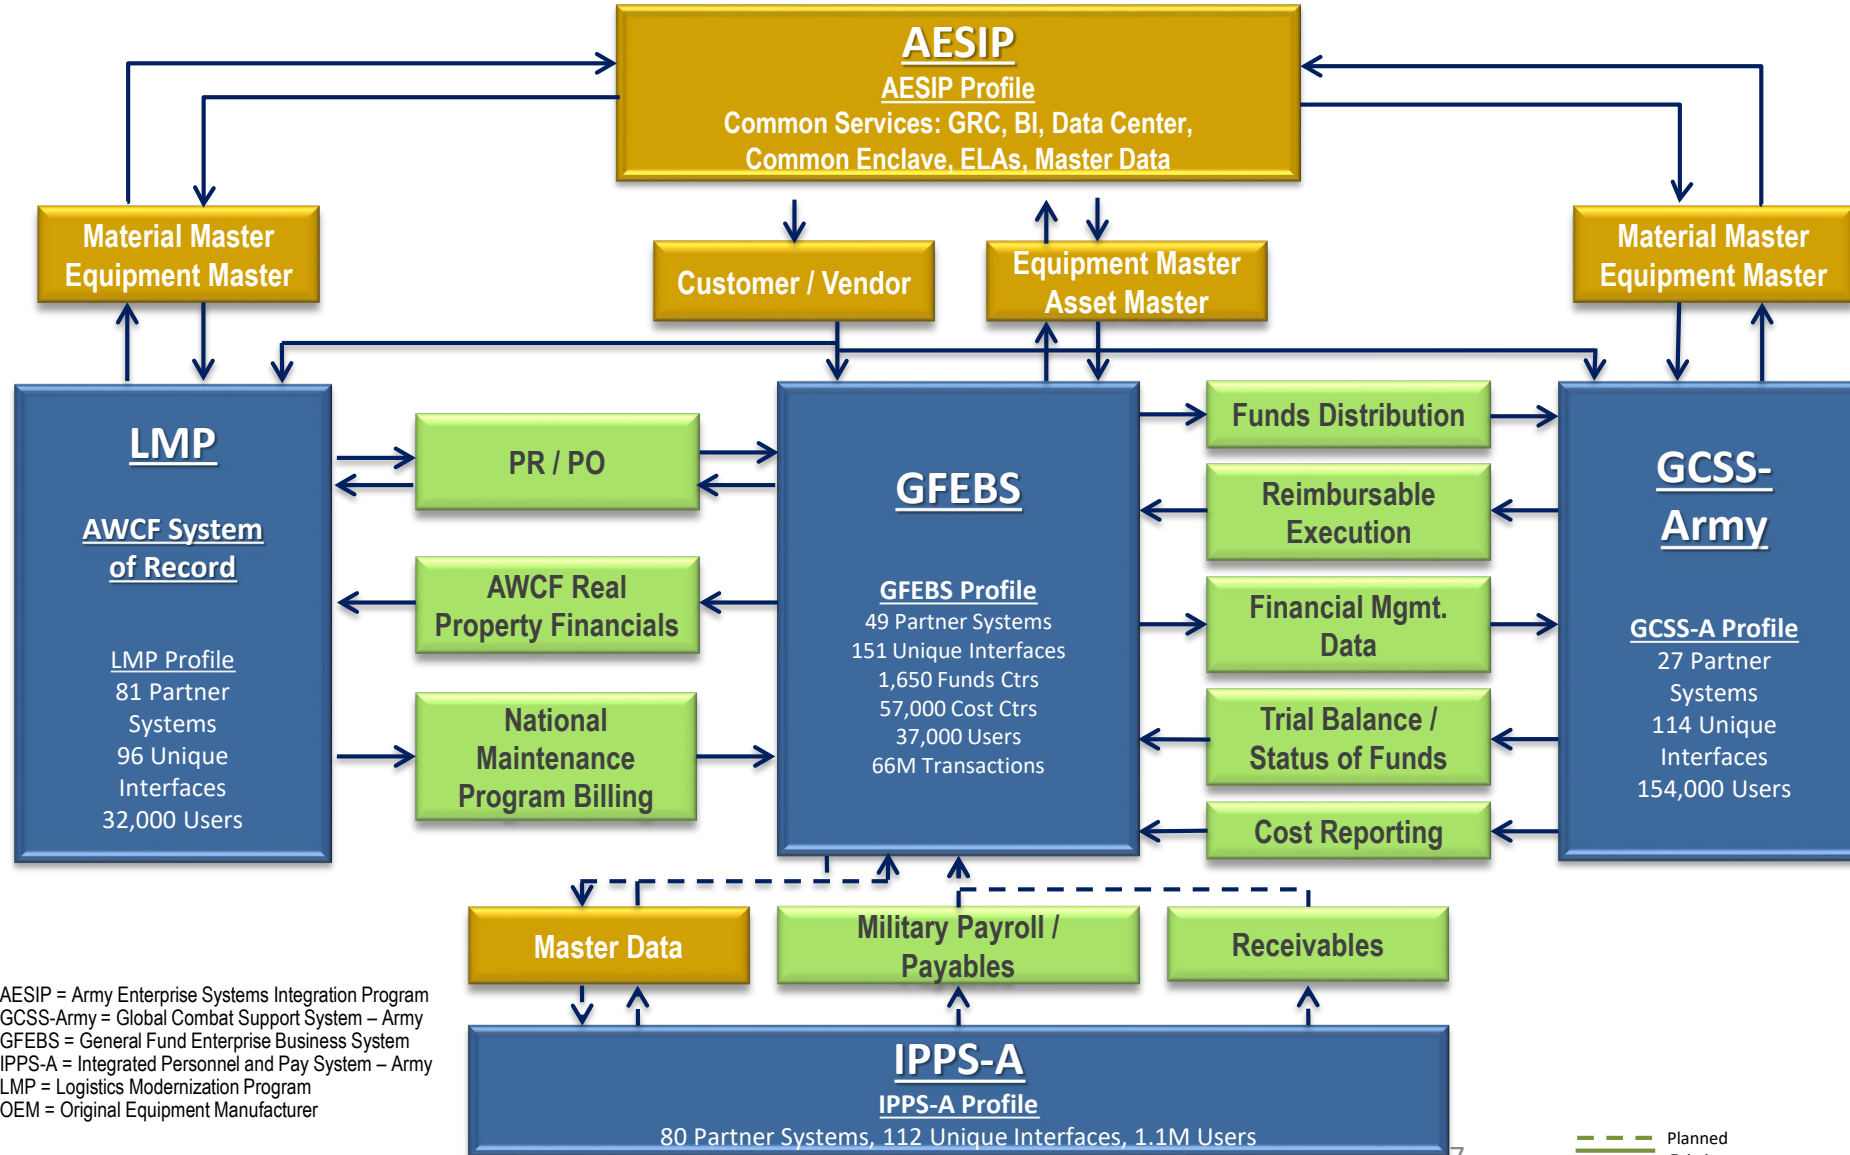 AESIP
AESIP Profile
Common Services: GRC, BI, Data Center,
Common Enclave, ELAs, Master Data
Material Master
Equipment Master
Customer / Vendor
Equipment Master
Asset Master
Material Master
Equipment Master
LMP
AWCF System
of Record
LMP Profile
81 Partner
Systems
96 Unique
Interfaces
32,000 Users
PR / PO
AWCF Real
Property Financials
National
Maintenance
Program Billing
GFEBS
GFEBS Profile
49 Partner Systems
151 Unique Interfaces
1,650 Funds Ctrs
57,000 Cost Ctrs
37,000 Users
66M Transactions
Funds Distribution
Reimbursable
Execution
Financial Mgmt.
Data
Trial Balance /
Status of Funds
Cost Reporting
GCSS-
Army
GCSS-A Profile
27 Partner
Systems
114 Unique
Interfaces
154,000 Users
Master Data
Military Payroll /
Payables
Receivables
IPPS-A
IPPS-A Profile
80 Partner Systems, 112 Unique Interfaces, 1.1M Users
AESIP = Army Enterprise Systems Integration Program
GCSS-Army = Global Combat Support System – Army
GFEBS = General Fund Enterprise Business System
IPPS-A = Integrated Personnel and Pay System – Army
LMP = Logistics Modernization Program
OEM = Original Equipment Manufacturer
7
Planned